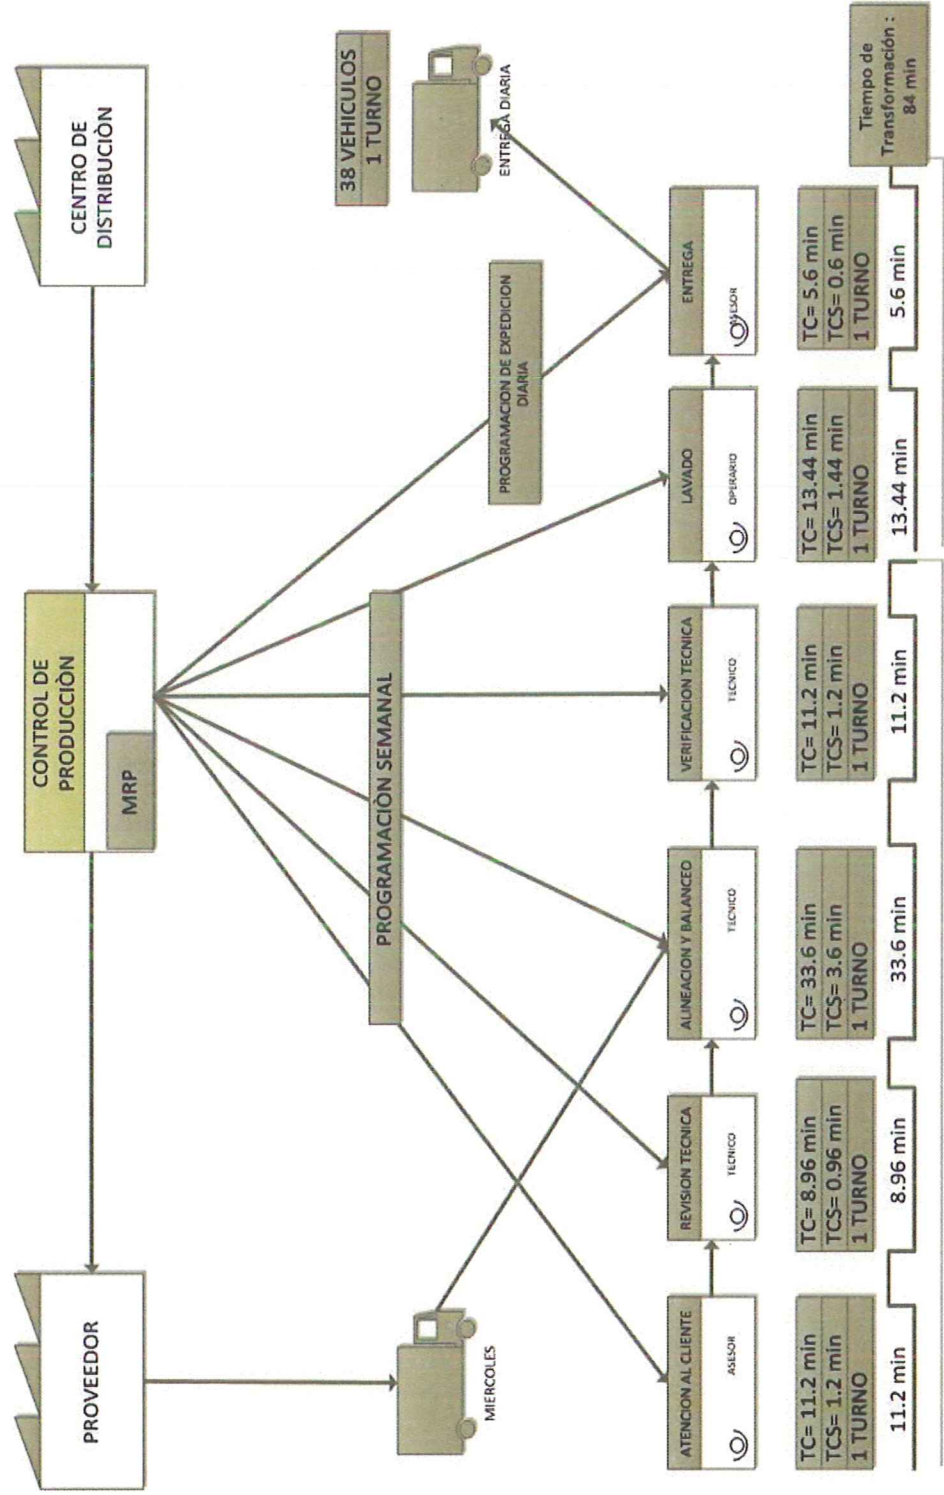 PROVEEDOR
CONTROL DE
PRODUCCIÒN
MRP
CENTRO DE
DISTRIBUCIÒN
MIERCOLES
PROGRAMACIÒN SEMANAL
PROGRAMACION DE EXPEDICION
DIARIA
38 VEHICULOS
1 TURNO
ENTREGA DIARIA
ATENCION AL CLIENTE
ASESOR
REVISION TECNICA
TECNICO
ALINEACION Y BALANCEO
TECNICO
VERIFICACION TECNICA
TECNICO
LAVADO
OPERARIO
ENTREGA
ASESOR
TC= 11.2 min
TCS= 1.2 min
1 TURNO
TC= 8.96 min
TCS= 0.96 min
1 TURNO
TC= 33.6 min
TCS= 3.6 min
1 TURNO
TC= 11.2 min
TCS= 1.2 min
1 TURNO
TC= 13.44 min
TCS= 1.44 min
1 TURNO
TC= 5.6 min
TCS= 0.6 min
1 TURNO
11.2 min
8.96 min
33.6 min
11.2 min
13.44 min
5.6 min
Tiempo de
Transformación :
84 min